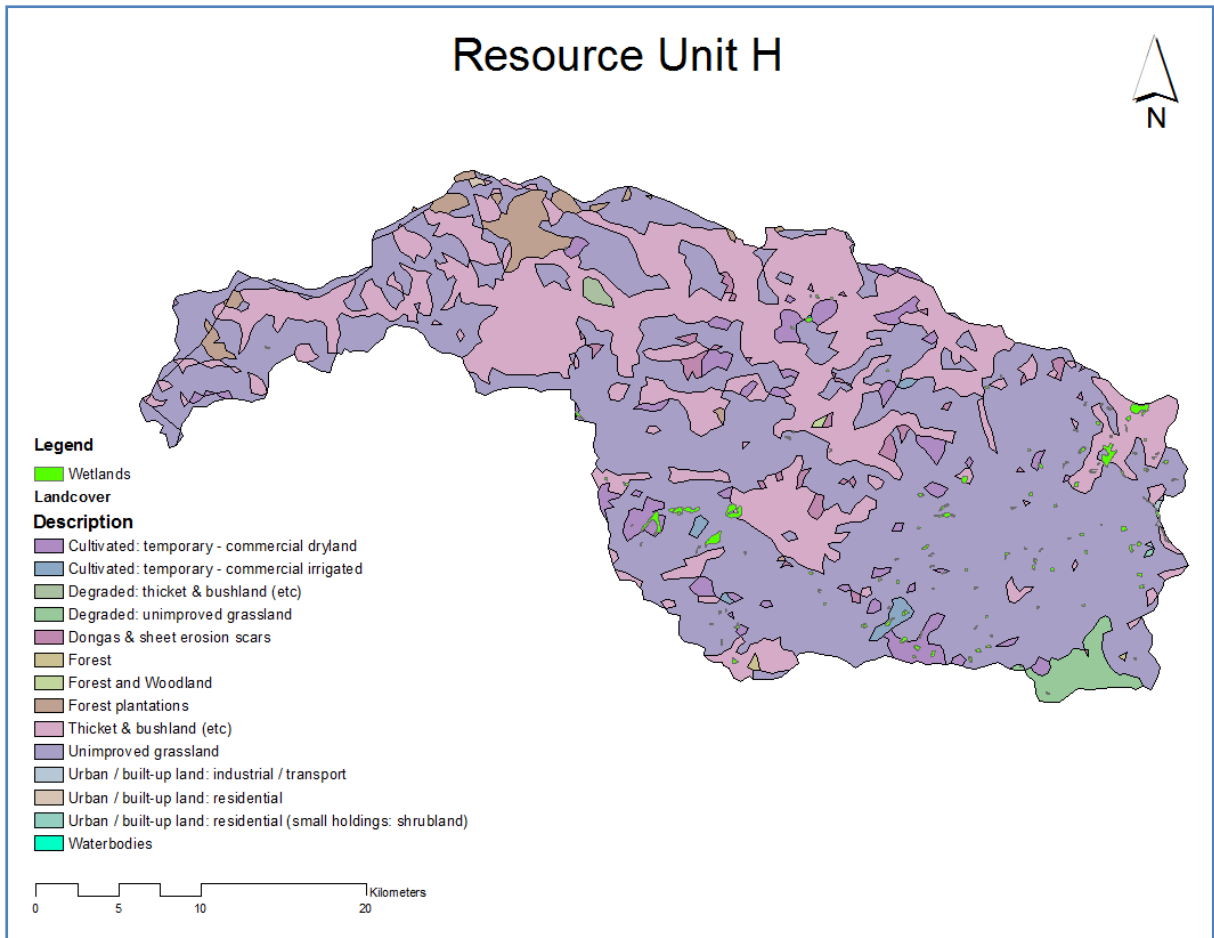 Resource Unit H
N
Legend
Wetlands
Landcover
Description
Cultivated: temporary - commercial dryland
Cultivated: temporary - commercial irrigated
Degraded: thicket & bushland (etc)
Degraded: unimproved grassland
Dongas & sheet erosion scars
Forest
Forest and Woodland
Forest plantations
Thicket & bushland (etc)
Unimproved grassland
Urban / built-up land: industrial / transport
Urban / built-up land: residential
Urban / built-up land: residential (small holdings: shrubland)
Waterbodies
Kilometers
0 5 10 20